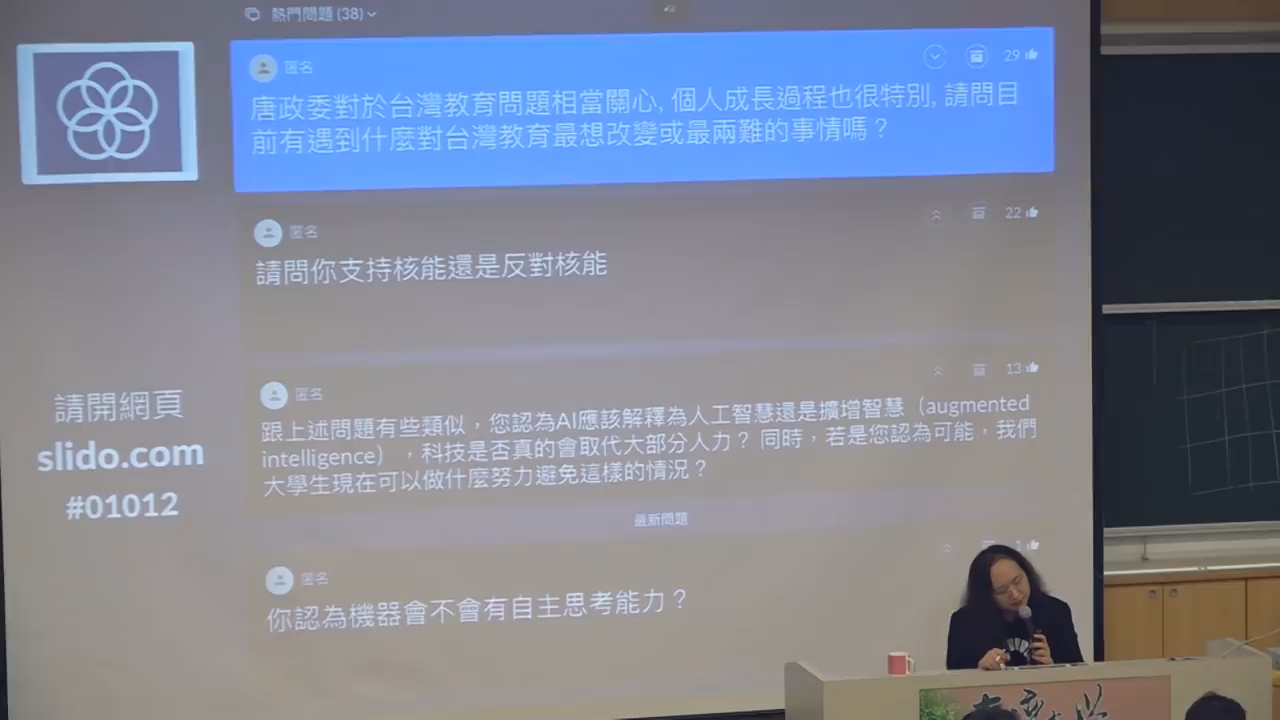 熱門問題 (38)
匿名
29
唐政委對於台灣教育問題相當關心, 個人成長過程也很特別, 請問目
前有遇到什麼對台灣教育最想改變或最兩難的事情嗎？
匿名
22
請問你支持核能還是反對核能
匿名
13
跟上述問題有些類似，您認為AI應該解釋為人工智慧還是擴增智慧（augmented
intelligence），科技是否真的會取代大部分人力？ 同時，若是您認為可能，我們
大學生現在可以做什麼努力避免這樣的情況？
最新問題
匿名
你認為機器會不會有自主思考能力？
請開網頁
slido.com
#01012